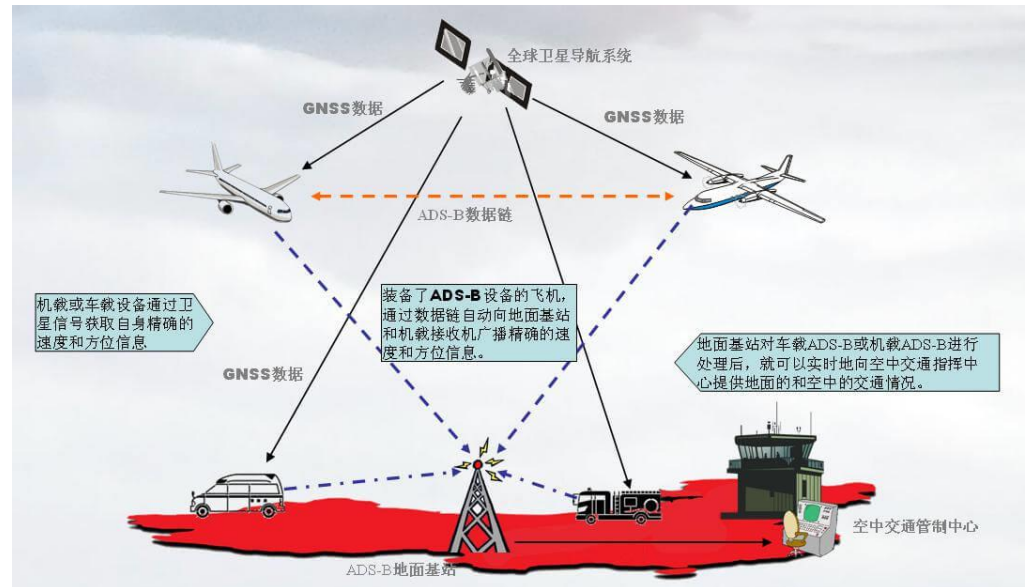 全球卫星导航系统
GNSS数据
GNSS数据
ADS-B数据链
机载或车载设备通过卫
星信号获取自身精确的
速度和方位信息
装备了ADS-B设备的飞机，
通过数据链自动向地面基站
和机载接收机广播精确的速
度和方位信息。
地面基站对车载ADS-B或机载ADS-B进行
处理后，就可以实时地向空中交通指挥中
心提供地面的和空中的交通情况。
GNSS数据
空中交通管制中心
ADS-B地面基站